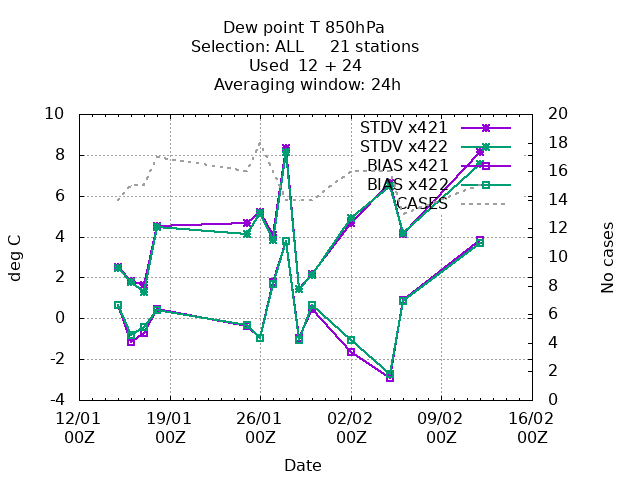 Dew point T 850hPa
Selection: ALL 21 stations
Used 12 + 24
Averaging window: 24h
10 20
STDV x421
18
8 STDV x422
16
BIAS x421
6 BIAS x422
14
CASES
12
4
10
2 8
6
0
4
-2
2
-4 0
deg C
No cases
12/01 19/01 26/01 02/02 09/02 16/02
00Z 00Z 00Z 00Z 00Z 00Z
Date